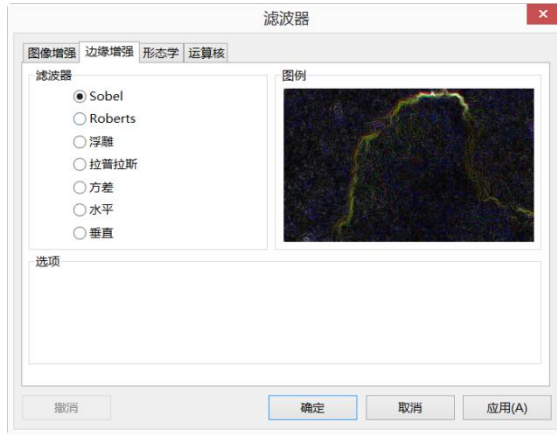 滤波器
图像增强 边缘增强 形态学 运算核
滤波器
Sobel
Roberts
浮雕
拉普拉斯
方差
水平
垂直
图例
选项
撤消
确定
取消
应用(A)